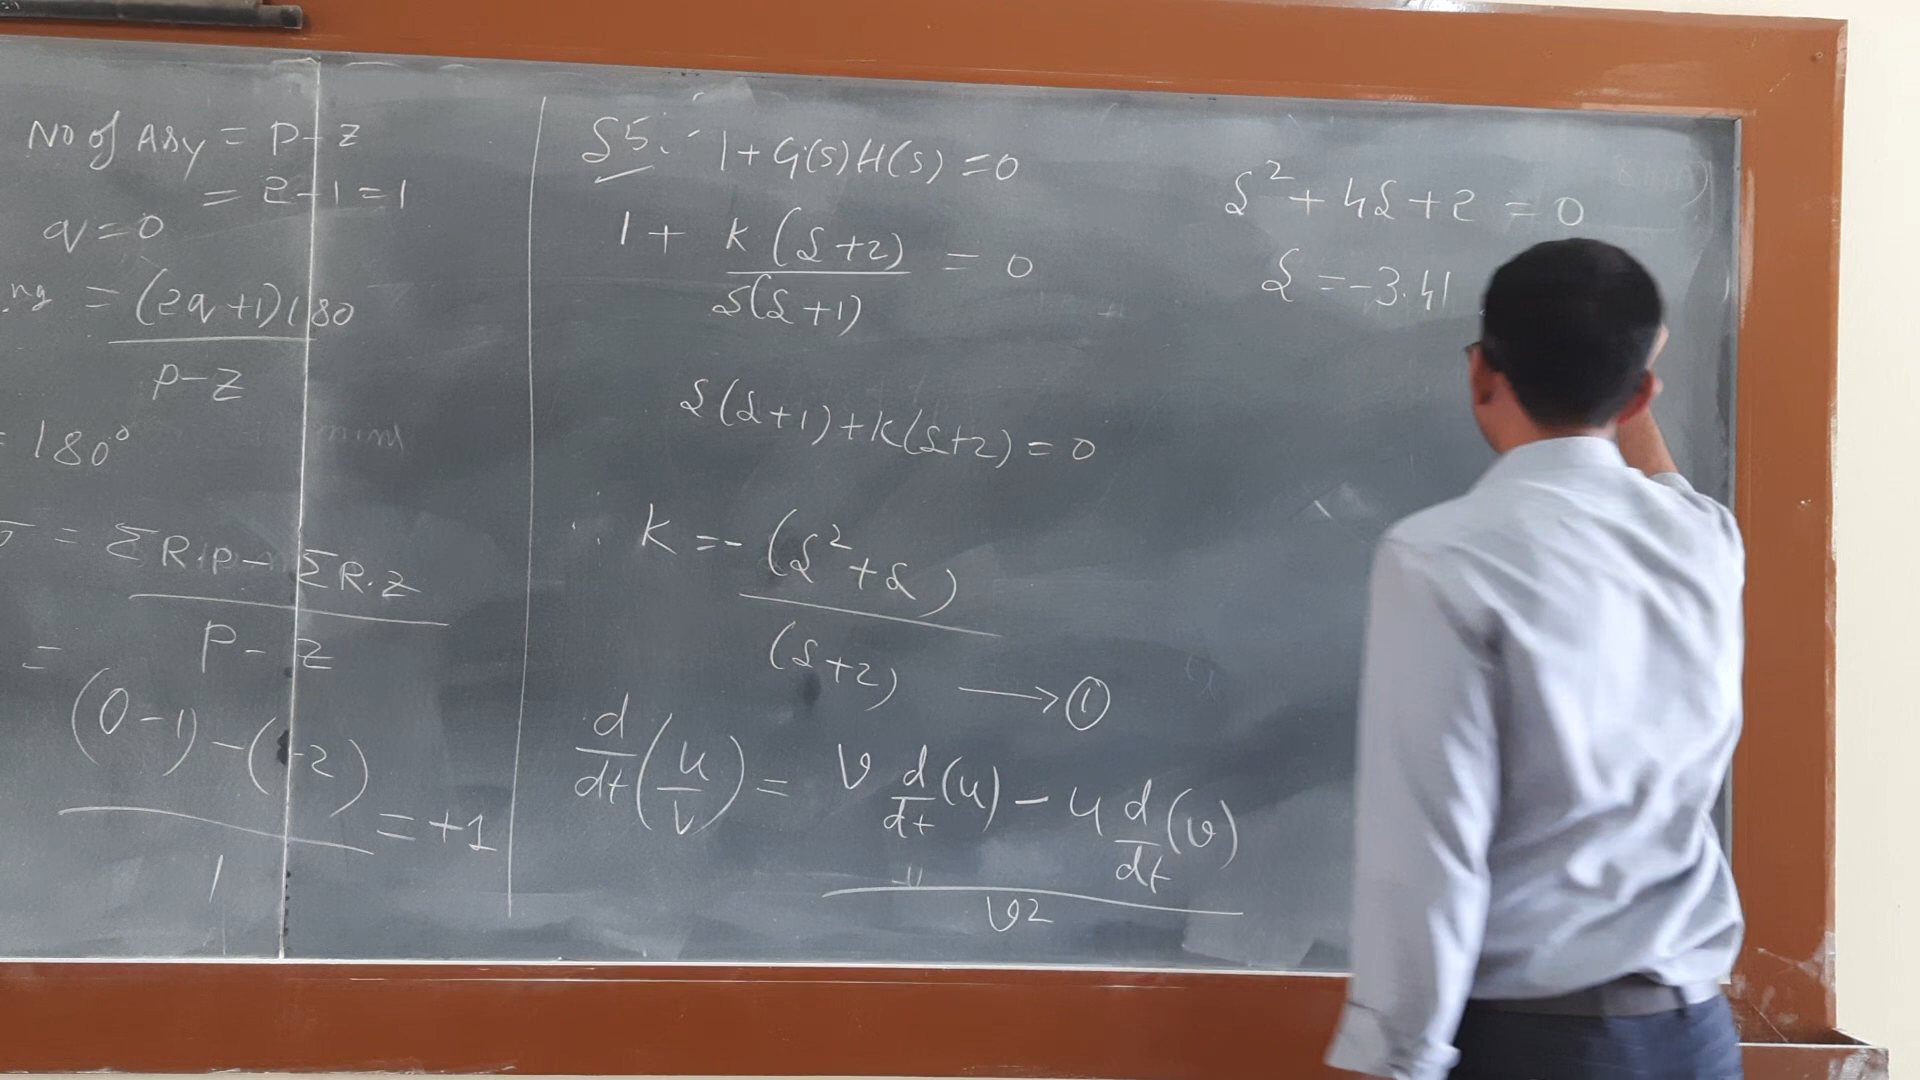 No of Asy = P-Z
= 2-1=1
q=0
ng = (2q+1)180
P-Z
= 180°
σ = ΣR.P - ΣR.Z
P-Z
= (0-1)-(-2)
= +1
1
S5:- 1+G(s)H(s)=0
1+ K(S+2) = 0
S(S+1)
S(S+1)+K(S+2)=0
∴ K = -(S²+S)
(S+2) → ①
d/dt (u/v) = v d/dt (u) - u d/dt (v)
v²
S²+4S+2=0
S=-3.41